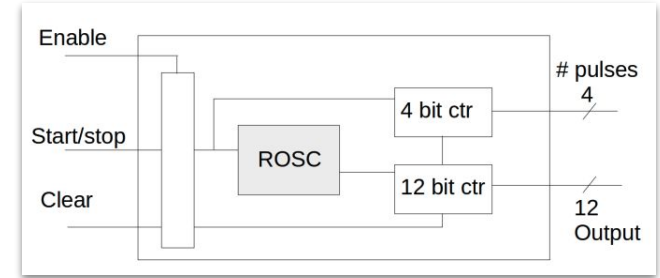 Enable
# pulses
4
4 bit ctr
Start/stop
ROSC
12 bit ctr
Clear
12
Output